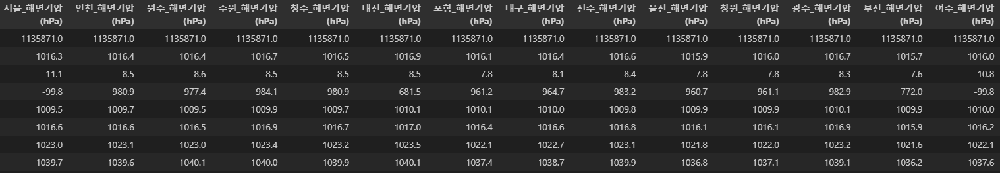 서울_해면기압 인천_해면기압 원주_해면기압 수원_해면기압 청주_해면기압 대전_해면기압 포항_해면기압 대구_해면기압 전주_해면기압 울산_해면기압 창원_해면기압 광주_해면기압 부산_해면기압 여수_해면기압
(hPa) (hPa) (hPa) (hPa) (hPa) (hPa) (hPa) (hPa) (hPa) (hPa) (hPa) (hPa) (hPa) (hPa)
1135871.0 1135871.0 1135871.0 1135871.0 1135871.0 1135871.0 1135871.0 1135871.0 1135871.0 1135871.0 1135871.0 1135871.0 1135871.0 1135871.0
1016.3 1016.4 1016.4 1016.7 1016.5 1016.9 1016.1 1016.4 1016.6 1015.9 1016.0 1016.7 1015.7 1016.0
11.1 8.5 8.6 8.5 8.5 8.5 7.8 8.1 8.4 7.8 7.8 8.3 7.6 10.8
-99.8 980.9 977.4 984.1 980.9 681.5 961.2 964.7 983.2 960.7 961.1 982.9 772.0 -99.8
1009.5 1009.7 1009.5 1009.9 1009.7 1010.1 1010.1 1010.0 1009.8 1009.9 1009.9 1010.1 1009.9 1010.0
1016.6 1016.6 1016.5 1016.9 1016.7 1017.0 1016.4 1016.6 1016.8 1016.1 1016.1 1016.9 1015.9 1016.2
1023.0 1023.1 1023.0 1023.4 1023.2 1023.5 1022.1 1022.7 1023.1 1021.8 1022.0 1023.2 1021.6 1022.1
1039.7 1039.6 1040.1 1040.0 1039.9 1040.1 1037.4 1038.7 1039.9 1036.8 1037.1 1039.1 1036.2 1037.6